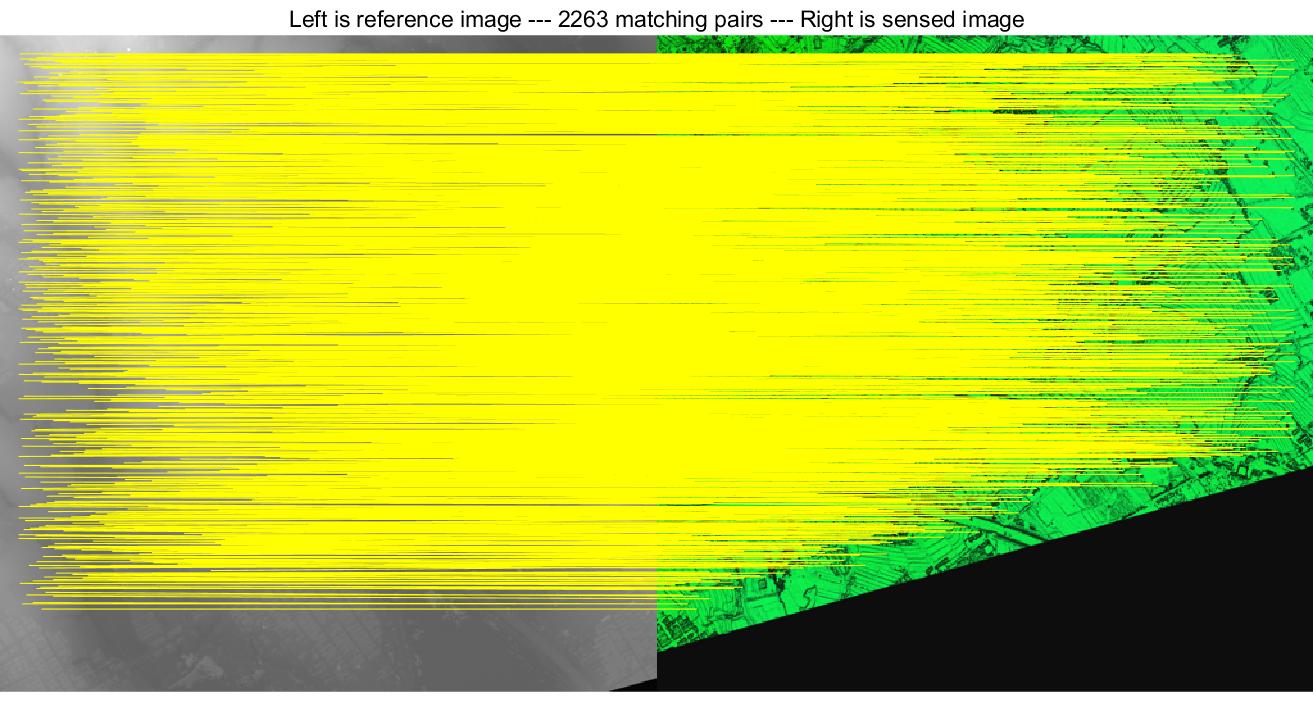 Left is reference image --- 2263 matching pairs --- Right is sensed image